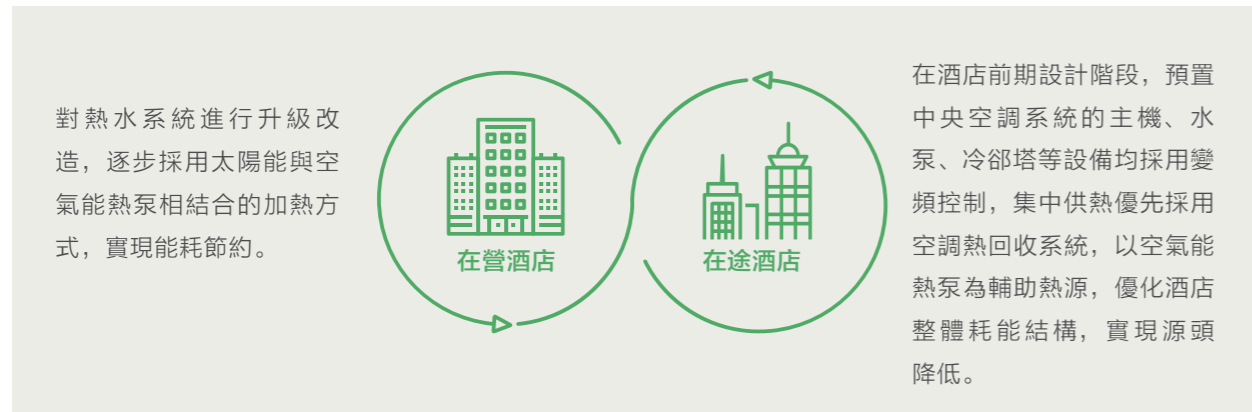 對熱水系統進行升級改
造，逐步採用太陽能與空
氣能熱泵相結合的加熱方
式，實現能耗節約。
在營酒店
在途酒店
在酒店前期設計階段，預置
中央空調系統的主機、水
泵、冷卻塔等設備均採用變
頻控制，集中供熱優先採用
空調熱回收系統，以空氣能
熱泵為輔助熱源，優化酒店
整體耗能結構，實現源頭
降低。